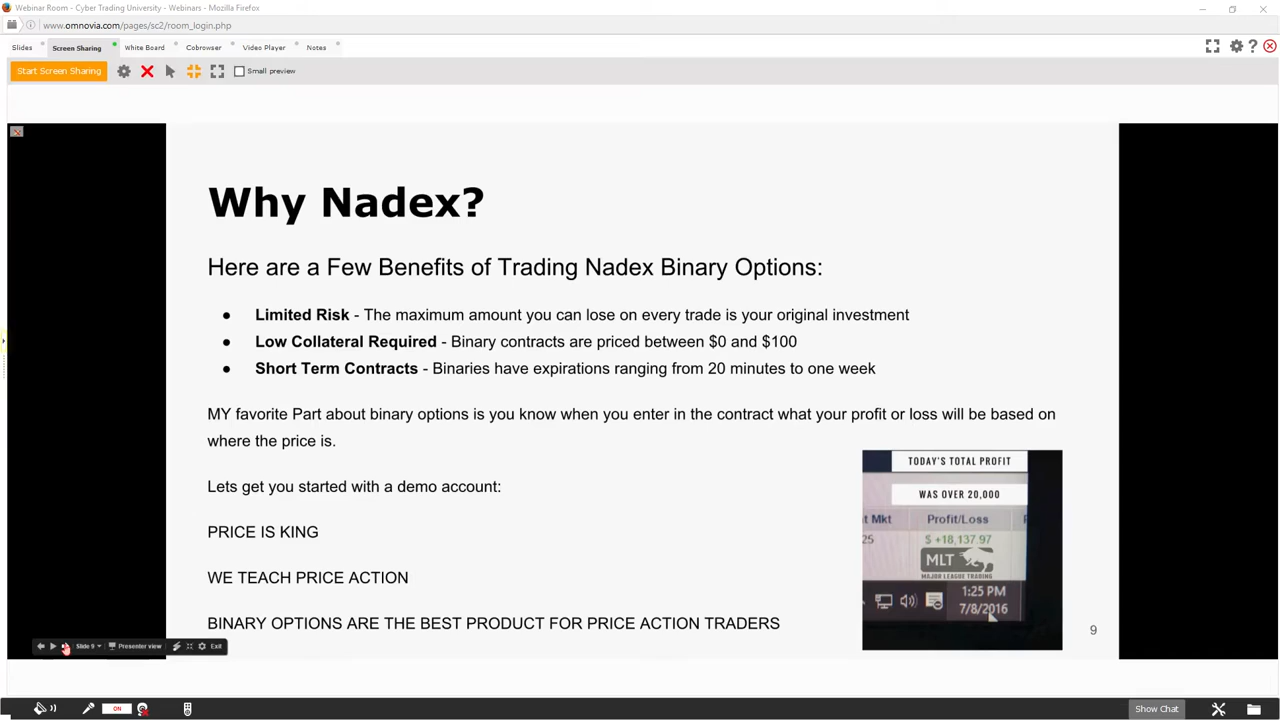 Webinar Room - Cyber Trading University - Webinars - Mozilla Firefox
www.omnovia.com/pages/sc2/room_login.php
Slides Screen Sharing White Board Cobrowser Video Player Notes
Start Screen Sharing Small preview
Why Nadex?
Here are a Few Benefits of Trading Nadex Binary Options:
● Limited Risk - The maximum amount you can lose on every trade is your original investment
● Low Collateral Required - Binary contracts are priced between $0 and $100
● Short Term Contracts - Binaries have expirations ranging from 20 minutes to one week
MY favorite Part about binary options is you know when you enter in the contract what your profit or loss will be based on
where the price is.
Lets get you started with a demo account:
PRICE IS KING
WE TEACH PRICE ACTION
BINARY OPTIONS ARE THE BEST PRODUCT FOR PRICE ACTION TRADERS
TODAY'S TOTAL PROFIT
WAS OVER 20,000
t Mkt Profit/Loss
25 $ +18,137.97
MLT
MAJOR LEAGUE TRADING
1:25 PM
7/8/2016
9
Slide 9 Presenter view Exit
ON Show Chat